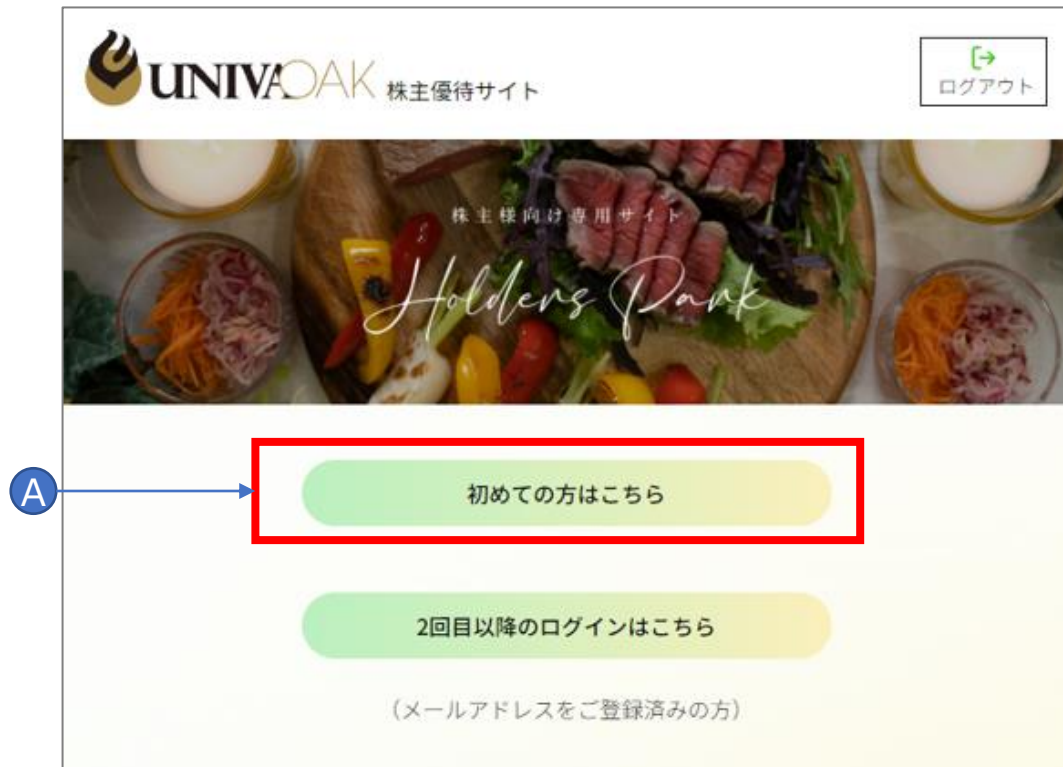 UNIVA OAK 株主優待サイト
ログアウト
株主様向け専用サイト
Holders Park
A
初めての方はこちら
2回目以降のログインはこちら
(メールアドレスをご登録済みの方)